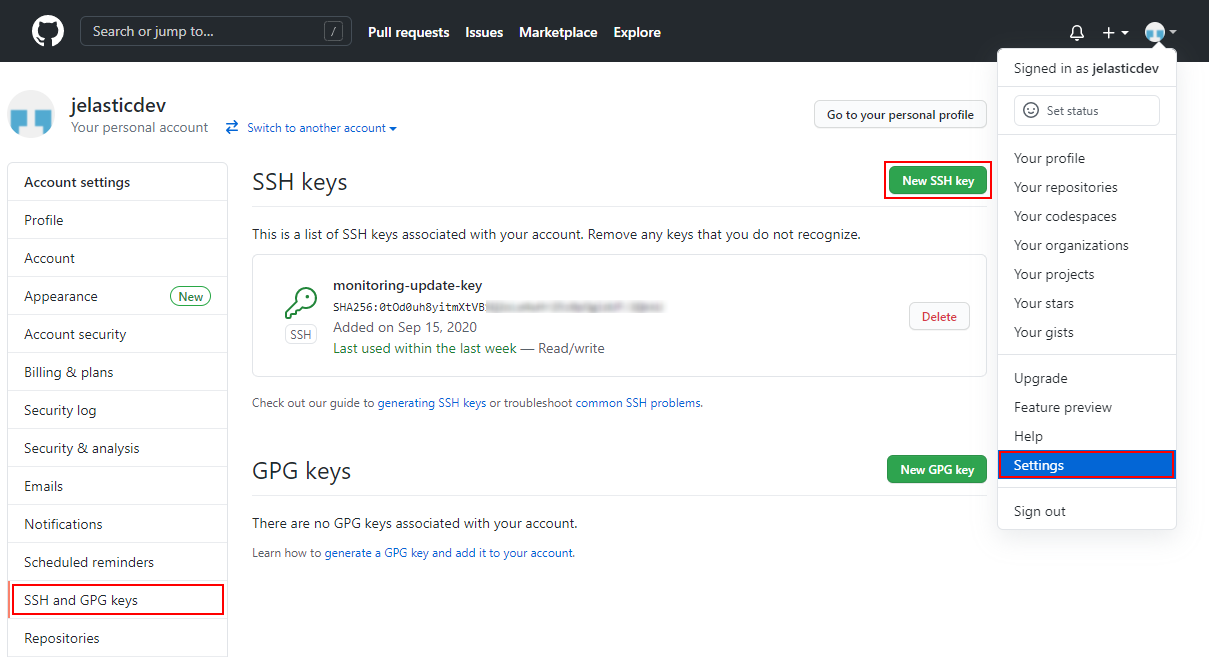 Search or jump to...
/
Pull requests
Issues
Marketplace
Explore
Signed in as jelasticdev
Set status
Your profile
Your repositories
Your codespaces
Your organizations
Your projects
Your stars
Your gists
Upgrade
Feature preview
Help
Settings
Sign out
jelasticdev
Your personal account
Switch to another account
Go to your personal profile
Account settings
Profile
Account
Appearance
New
Account security
Billing & plans
Security log
Security & analysis
Emails
Notifications
Scheduled reminders
SSH and GPG keys
Repositories
SSH keys
New SSH key
This is a list of SSH keys associated with your account. Remove any keys that you do not recognize.
monitoring-update-key
SHA256:0tOd0uh8yitmXtVB
SSH
Added on Sep 15, 2020
Last used within the last week — Read/write
Delete
Check out our guide to generating SSH keys or troubleshoot common SSH problems.
GPG keys
New GPG key
There are no GPG keys associated with your account.
Learn how to generate a GPG key and add it to your account.